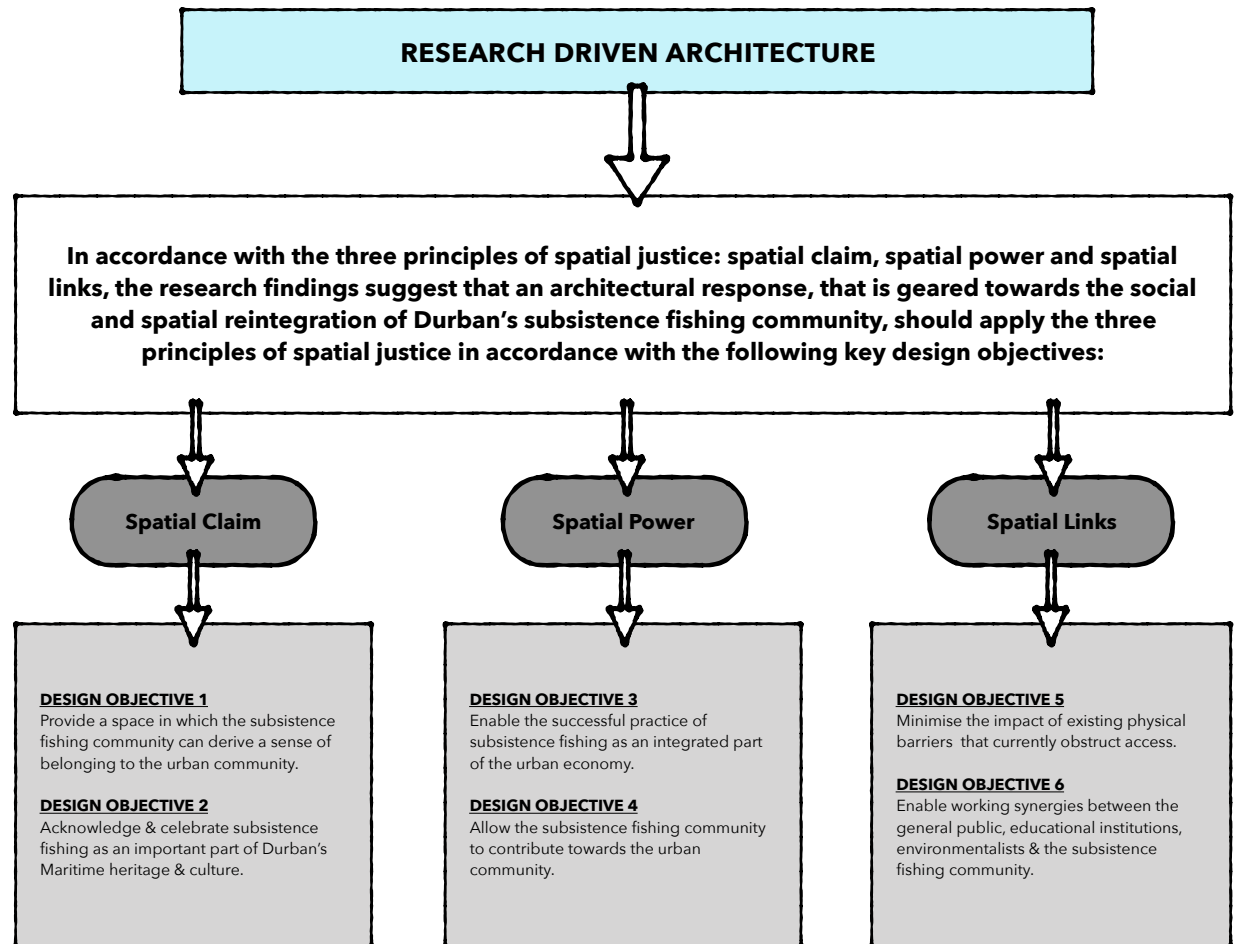 RESEARCH DRIVEN ARCHITECTURE
In accordance with the three principles of spatial justice: spatial claim, spatial power and spatial
links, the research findings suggest that an architectural response, that is geared towards the social
and spatial reintegration of Durban's subsistence fishing community, should apply the three
principles of spatial justice in accordance with the following key design objectives:
Spatial Claim
Spatial Power
Spatial Links
DESIGN OBJECTIVE 1
Provide a space in which the subsistence
fishing community can derive a sense of
belonging to the urban community.
DESIGN OBJECTIVE 2
Acknowledge & celebrate subsistence
fishing as an important part of Durban's
Maritime heritage & culture.
DESIGN OBJECTIVE 3
Enable the successful practice of
subsistence fishing as an integrated part
of the urban economy.
DESIGN OBJECTIVE 4
Allow the subsistence fishing community
to contribute towards the urban
community.
DESIGN OBJECTIVE 5
Minimise the impact of existing physical
barriers that currently obstruct access.
DESIGN OBJECTIVE 6
Enable working synergies between the
general public, educational institutions,
environmentalists & the subsistence
fishing community.